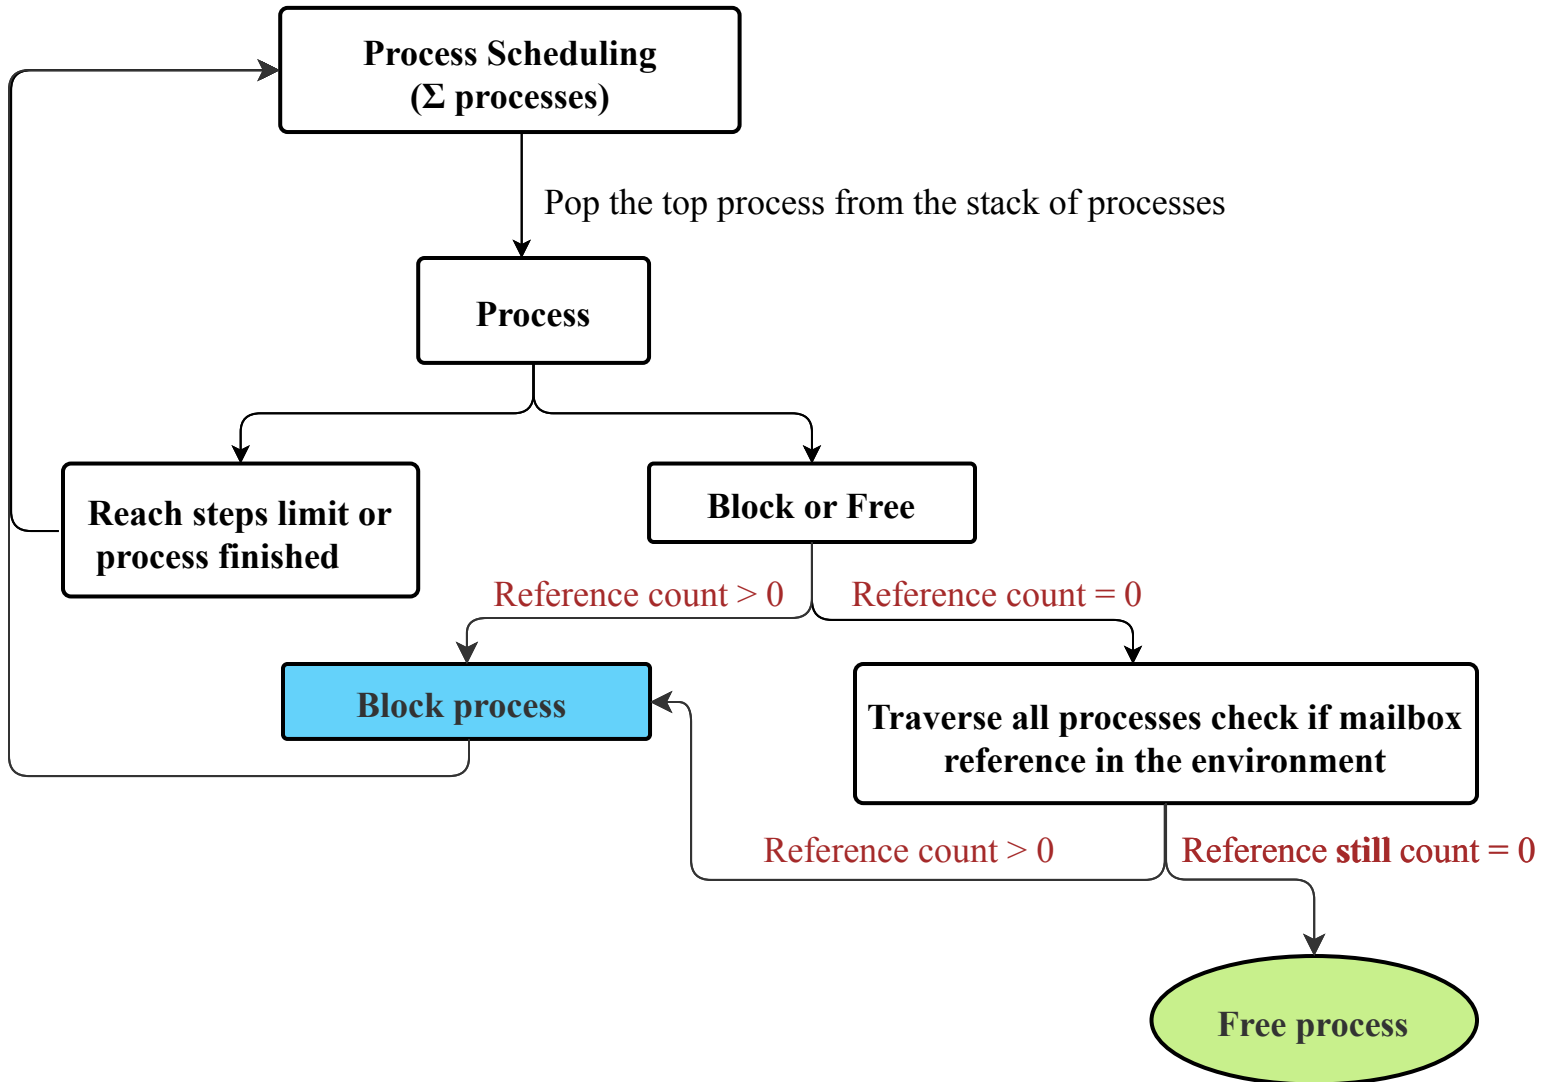 Process Scheduling
(Σ processes)
Pop the top process from the stack of processes
Process
Reach steps limit or
process finished
Block or Free
Reference count > 0
Reference count = 0
Block process
Traverse all processes check if mailbox
reference in the environment
Reference count > 0
Reference still count = 0
Free process